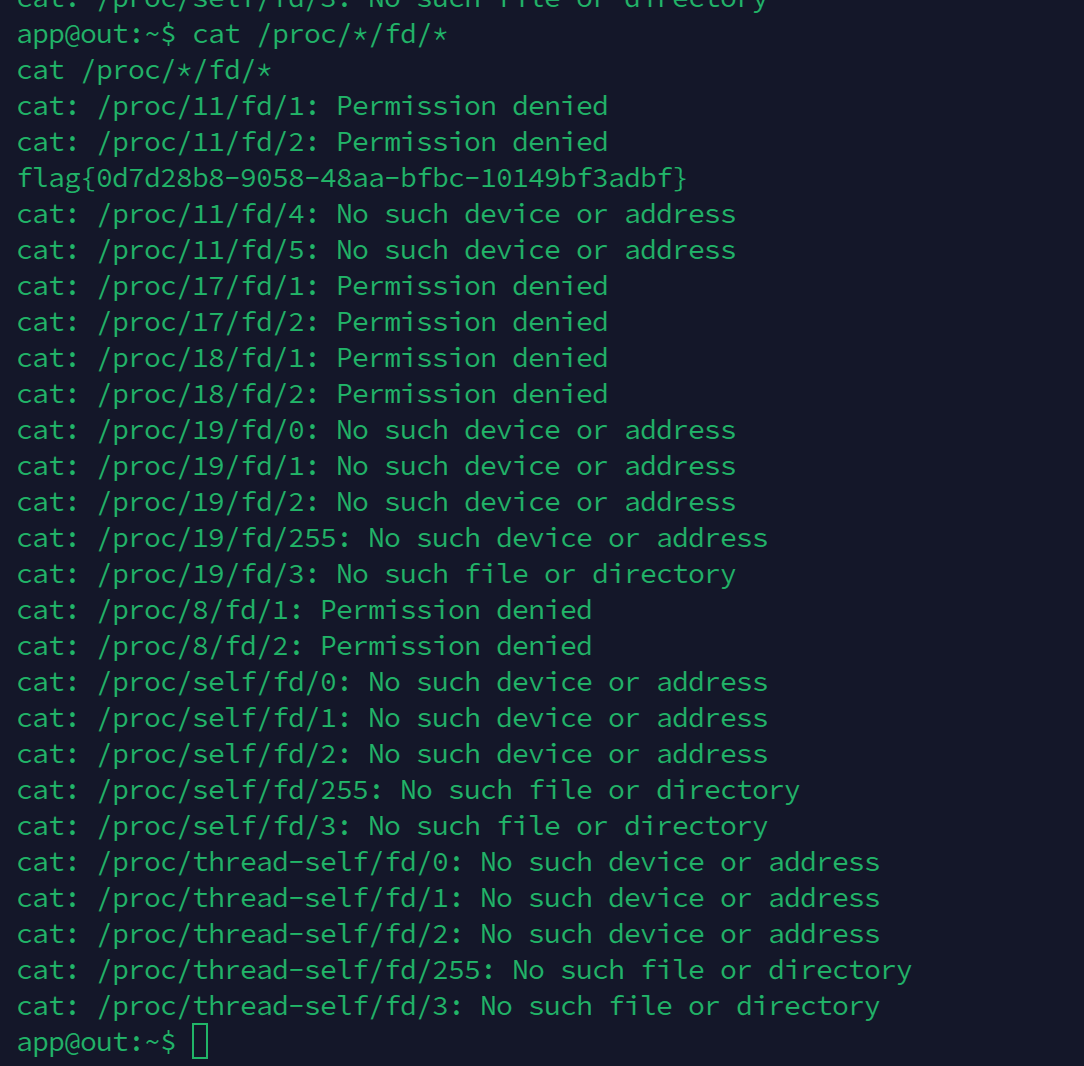 cat: /proc/self/fd/3: No such file or directory
app@out:~$ cat /proc/*/fd/*
cat /proc/*/fd/*
cat: /proc/11/fd/1: Permission denied
cat: /proc/11/fd/2: Permission denied
flag{0d7d28b8-9058-48aa-bfbc-10149bf3adbf}
cat: /proc/11/fd/4: No such device or address
cat: /proc/11/fd/5: No such device or address
cat: /proc/17/fd/1: Permission denied
cat: /proc/17/fd/2: Permission denied
cat: /proc/18/fd/1: Permission denied
cat: /proc/18/fd/2: Permission denied
cat: /proc/19/fd/0: No such device or address
cat: /proc/19/fd/1: No such device or address
cat: /proc/19/fd/2: No such device or address
cat: /proc/19/fd/255: No such device or address
cat: /proc/19/fd/3: No such file or directory
cat: /proc/8/fd/1: Permission denied
cat: /proc/8/fd/2: Permission denied
cat: /proc/self/fd/0: No such device or address
cat: /proc/self/fd/1: No such device or address
cat: /proc/self/fd/2: No such device or address
cat: /proc/self/fd/255: No such file or directory
cat: /proc/self/fd/3: No such file or directory
cat: /proc/thread-self/fd/0: No such device or address
cat: /proc/thread-self/fd/1: No such device or address
cat: /proc/thread-self/fd/2: No such device or address
cat: /proc/thread-self/fd/255: No such file or directory
cat: /proc/thread-self/fd/3: No such file or directory
app@out:~$